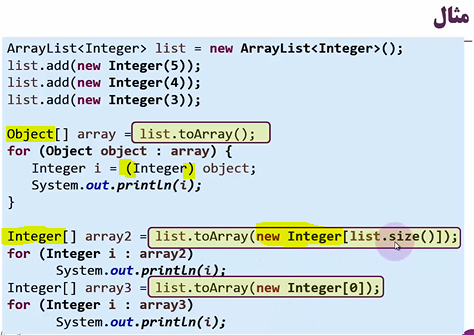 مثال
ArrayList<Integer> list = new ArrayList<Integer>();
list.add(new Integer(5));
list.add(new Integer(4));
list.add(new Integer(3));
Object[] array = list.toArray();
for (Object object : array) {
Integer i = (Integer) object;
System.out.println(i);
}
Integer[] array2 = list.toArray(new Integer[list.size()]);
for (Integer i : array2)
System.out.println(i);
Integer[] array3 = list.toArray(new Integer[0]);
for (Integer i : array3)
System.out.println(i);